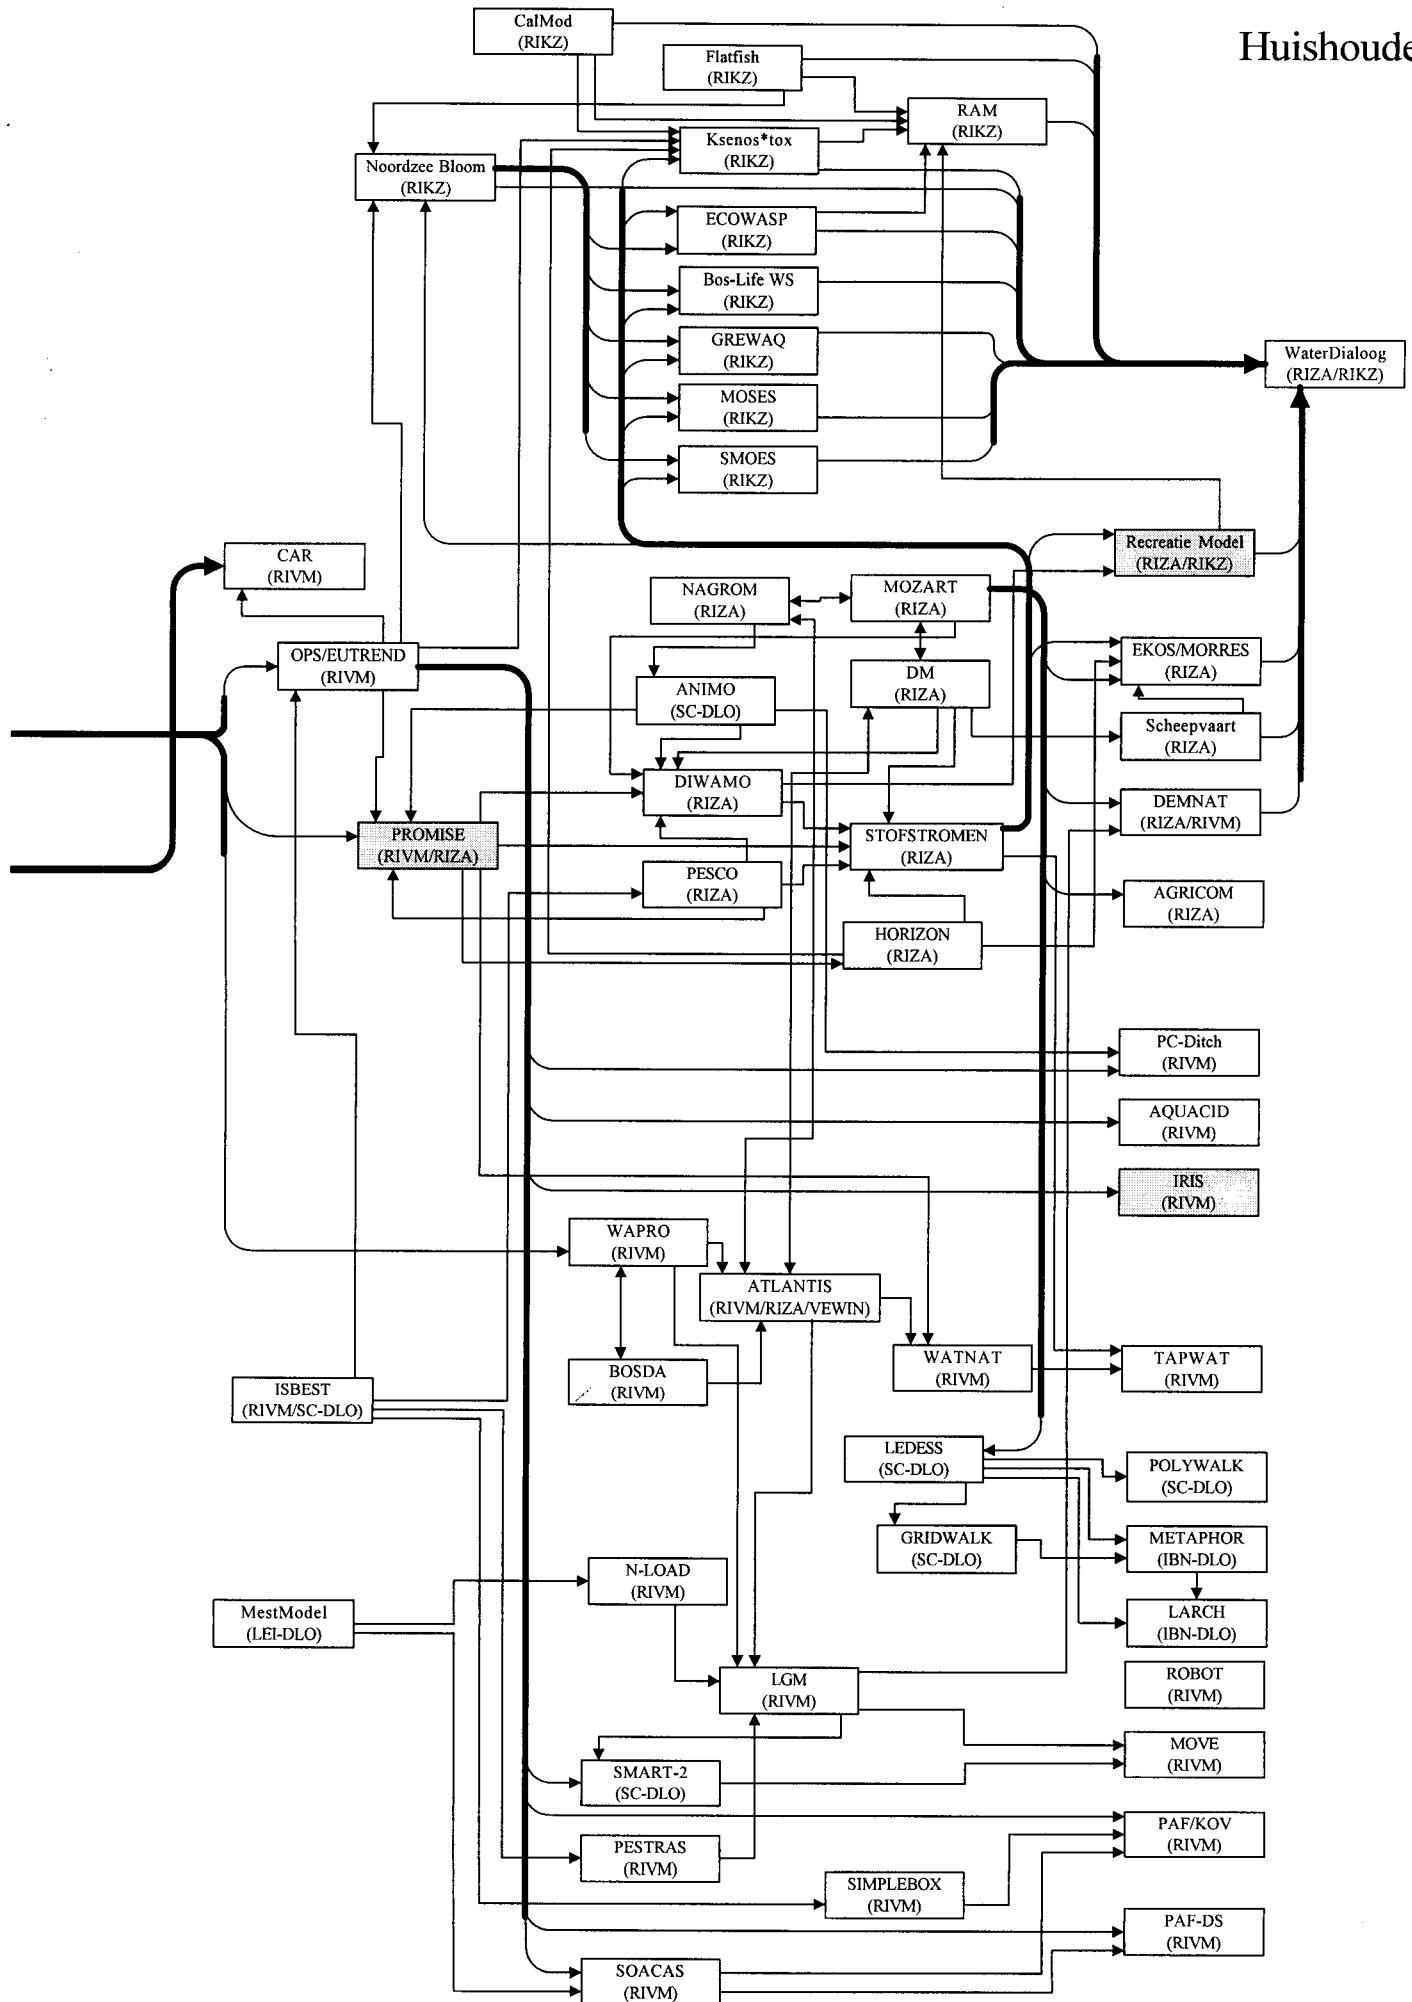 CalMod
(RIKZ)
Huishoude
Flatfish
(RIKZ)
RAM
(RIKZ)
Ksenos*tox
(RIKZ)
Noordzee Bloom
(RIKZ)
ECOWASP
(RIKZ)
Bos-Life WS
(RIKZ)
GREWAQ
(RIKZ)
WaterDialoog
(RIZA/RIKZ)
MOSES
(RIKZ)
SMOES
(RIKZ)
Recreatie Model
(RIZA/RIKZ)
CAR
(RIVM)
NAGROM
(RIZA)
MOZART
(RIZA)
OPS/EUTREND
(RIVM)
EKOS/MORRES
(RIZA)
DM
(RIZA)
ANIMO
(SC-DLO)
Scheepvaart
(RIZA)
DIWAMO
(RIZA)
DEMNAT
(RIZA/RIVM)
PROMISE
(RIVM/RIZA)
STOFSTROMEN
(RIZA)
PESCO
(RIZA)
AGRICOM
(RIZA)
HORIZON
(RIZA)
PC-Ditch
(RIVM)
AQUACID
(RIVM)
IRIS
(RIVM)
WAPRO
(RIVM)
ATLANTIS
(RIVM/RIZA/VEWIN)
WATNAT
(RIVM)
TAPWAT
(RIVM)
BOSDA
(RIVM)
ISBEST
(RIVM/SC-DLO)
LEDESS
(SC-DLO)
POLYWALK
(SC-DLO)
GRIDWALK
(SC-DLO)
METAPHOR
(IBN-DLO)
N-LOAD
(RIVM)
MestModel
(LEI-DLO)
LARCH
(IBN-DLO)
LGM
(RIVM)
ROBOT
(RIVM)
MOVE
(RIVM)
SMART-2
(SC-DLO)
PAF/KOV
(RIVM)
PESTRAS
(RIVM)
SIMPLEBOX
(RIVM)
PAF-DS
(RIVM)
SOACAS
(RIVM)